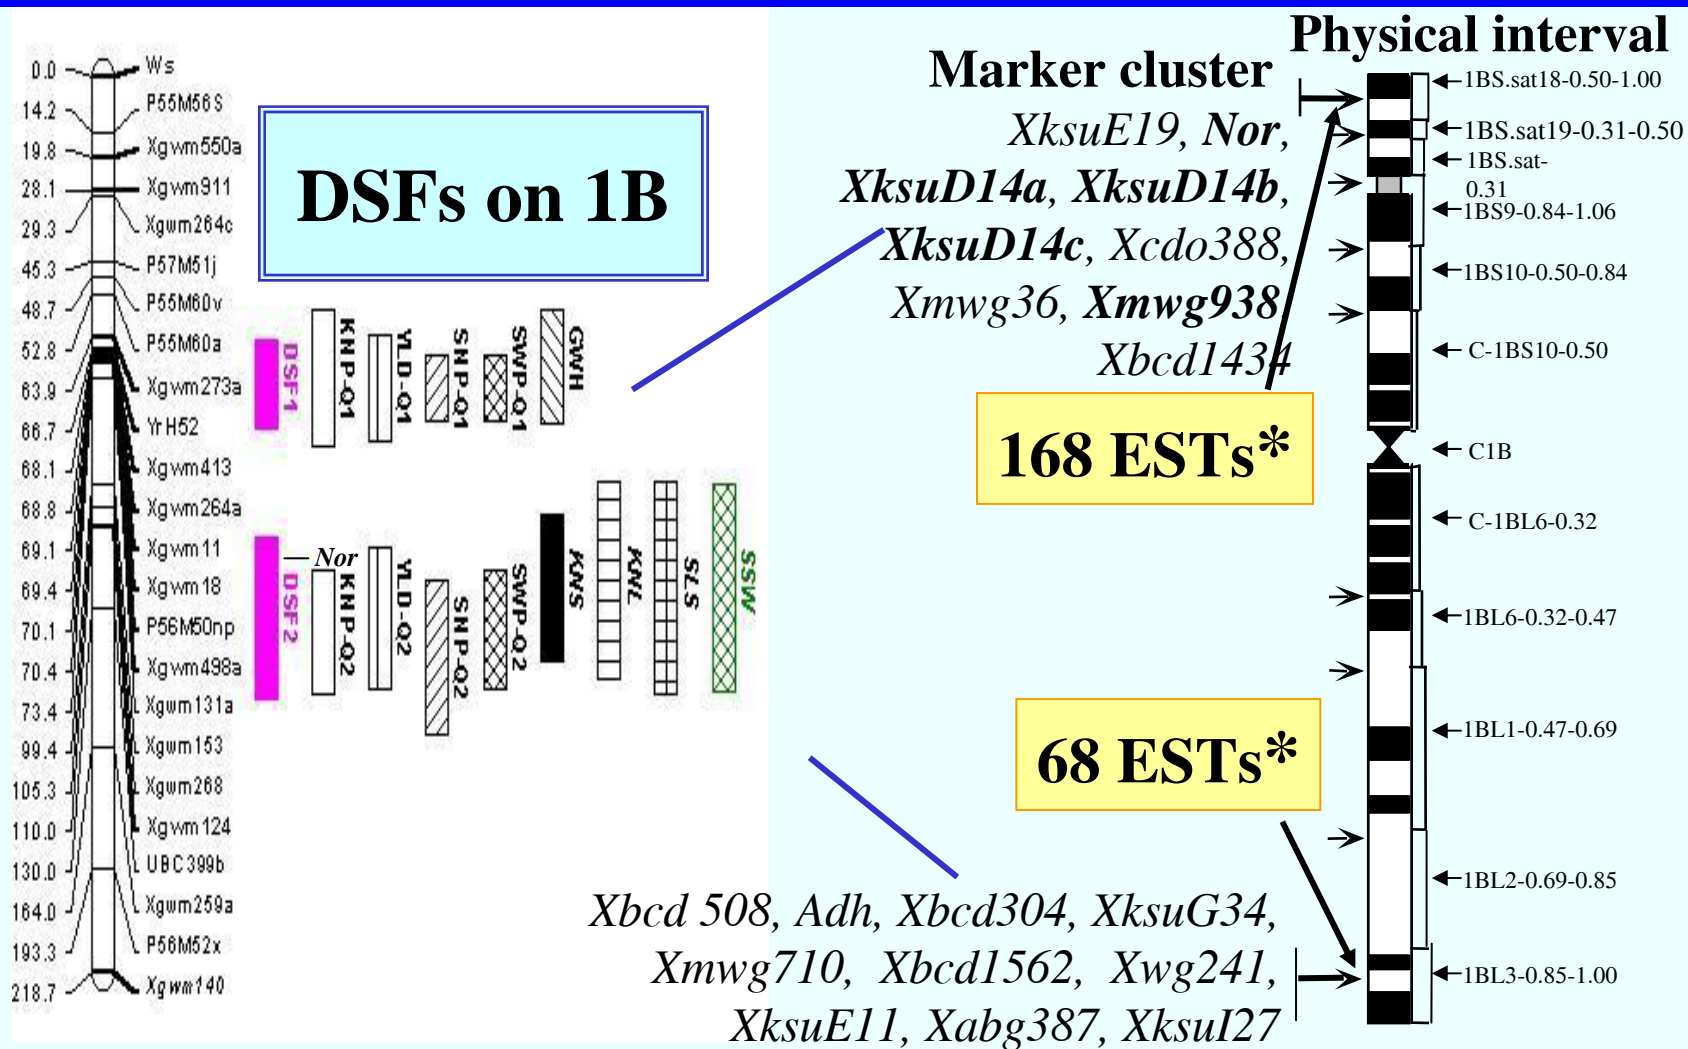 Physical interval
Marker cluster
XksuE19, Nor,
XksuD14a, XksuD14b,
XksuD14c, Xcdo388,
Xmwg36, Xmwg938,
Xbcd1434
DSFs on 1B
0.0 Ws
14.2 P55M56S
19.8 Xgwm550a
28.1 Xgwm911
29.3 Xgwm264c
45.3 P57M51j
48.7 P55M60v
52.8 P55M60a
63.9 Xgwm273a
66.7 YrH52
68.1 Xgwm413
68.8 Xgwm264a
69.1 Xgwm11
69.4 Xgwm18
70.1 P56M50np
70.4 Xgwm498a
73.4 Xgwm131a
99.4 Xgwm153
105.3 Xgwm268
110.0 Xgwm124
130.0 UBC399b
164.0 Xgwm259a
193.3 P56M52x
218.7 Xgwm140
DSF1
KNP-Q1
YLD-Q1
SNP-Q1
SWP-Q1
GWH
DSF2
Nor
KNP-Q2
YLD-Q2
SNP-Q2
SWP-Q2
KNS
KNL
SLS
SSW
168 ESTs*
68 ESTs*
Xbcd 508, Adh, Xbcd304, XksuG34,
Xmwg710, Xbcd1562, Xwg241,
XksuE11, Xabg387, XksuI27
1BS.sat18-0.50-1.00
1BS.sat19-0.31-0.50
1BS.sat-
0.31
1BS9-0.84-1.06
1BS10-0.50-0.84
C-1BS10-0.50
C1B
C-1BL6-0.32
1BL6-0.32-0.47
1BL1-0.47-0.69
1BL2-0.69-0.85
1BL3-0.85-1.00